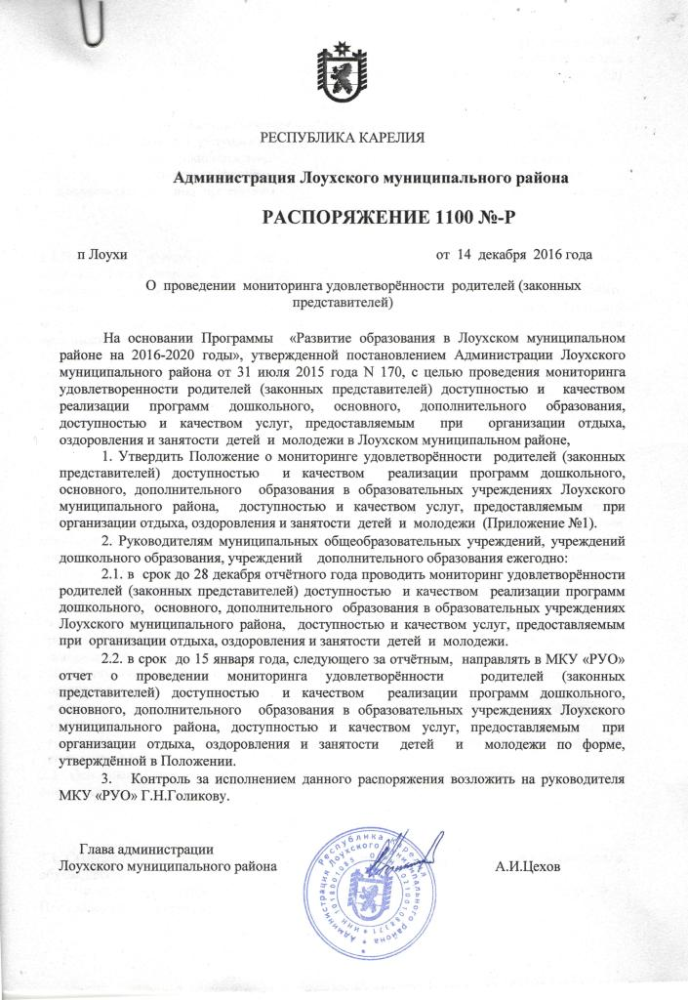 РЕСПУБЛИКА КАРЕЛИЯ
Администрация Лоухского муниципального района
РАСПОРЯЖЕНИЕ 1100 №-Р
п Лоухи от 14 декабря 2016 года
О проведении мониторинга удовлетворённости родителей (законных
представителей)
На основании Программы «Развитие образования в Лоухском муниципальном
районе на 2016-2020 годы», утвержденной постановлением Администрации Лоухского
муниципального района от 31 июля 2015 года N 170, с целью проведения мониторинга
удовлетворенности родителей (законных представителей) доступностью и качеством
реализации программ дошкольного, основного, дополнительного образования,
доступностью и качеством услуг, предоставляемым при организации отдыха,
оздоровления и занятости детей и молодежи в Лоухском муниципальном районе,
1. Утвердить Положение о мониторинге удовлетворённости родителей (законных
представителей) доступностью и качеством реализации программ дошкольного,
основного, дополнительного образования в образовательных учреждениях Лоухского
муниципального района, доступностью и качеством услуг, предоставляемым при
организации отдыха, оздоровления и занятости детей и молодежи (Приложение №1).
2. Руководителям муниципальных общеобразовательных учреждений, учреждений
дошкольного образования, учреждений дополнительного образования ежегодно:
2.1. в срок до 28 декабря отчётного года проводить мониторинг удовлетворённости
родителей (законных представителей) доступностью и качеством реализации программ
дошкольного, основного, дополнительного образования в образовательных учреждениях
Лоухского муниципального района, доступностью и качеством услуг, предоставляемым
при организации отдыха, оздоровления и занятости детей и молодежи.
2.2. в срок до 15 января года, следующего за отчётным, направлять в МКУ «РУО»
отчет о проведении мониторинга удовлетворённости родителей (законных
представителей) доступностью и качеством реализации программ дошкольного,
основного, дополнительного образования в образовательных учреждениях Лоухского
муниципального района, доступностью и качеством услуг, предоставляемым при
организации отдыха, оздоровления и занятости детей и молодежи по форме,
утверждённой в Положении.
3. Контроль за исполнением данного распоряжения возложить на руководителя
МКУ «РУО» Г.Н.Голикову.
Глава администрации
Лоухского муниципального района А.И.Цехов
Республика Карелия
Администрация Лоухского муниципального района